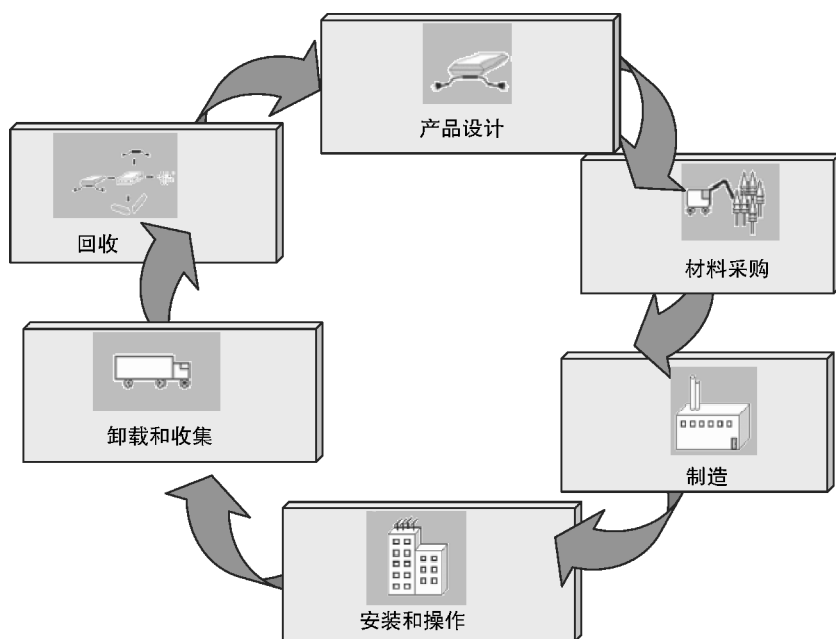 产品设计
材料采购
制造
安装和操作
卸载和收集
回收